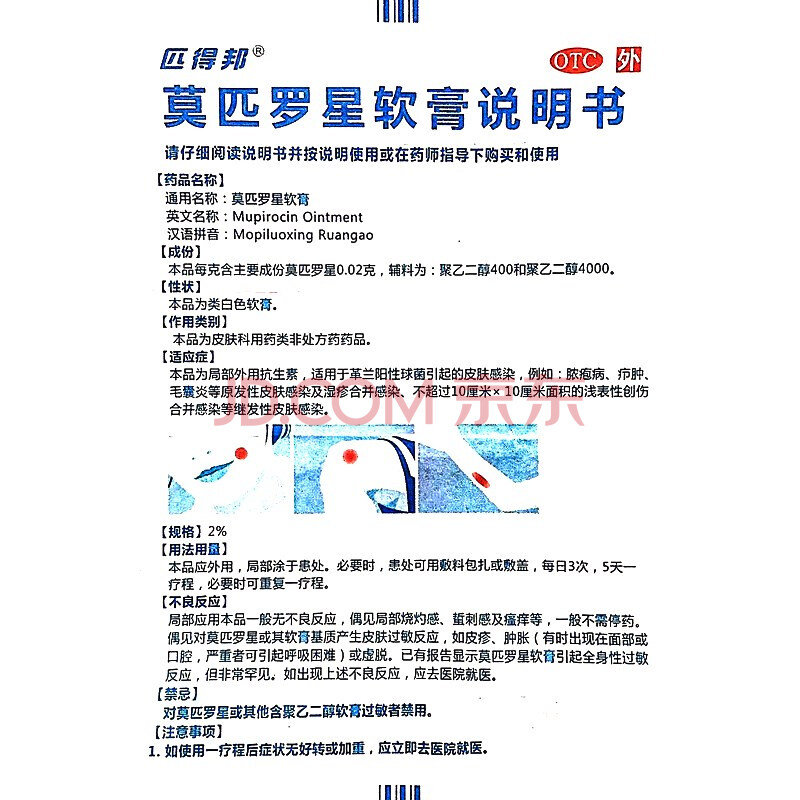 匹得邦®
OTC 外
莫匹罗星软膏说明书
请仔细阅读说明书并按说明使用或在药师指导下购买和使用
【药品名称】
通用名称：莫匹罗星软膏
英文名称：Mupirocin Ointment
汉语拼音：Mopiluoxing Ruangao
【成份】
本品每克含主要成份莫匹罗星0.02克，辅料为：聚乙二醇400和聚乙二醇4000。
【性状】
本品为类白色软膏。
【作用类别】
本品为皮肤科用药类非处方药药品。
【适应症】
本品为局部外用抗生素，适用于革兰阳性球菌引起的皮肤感染，例如：脓疱病、疖肿、
毛囊炎等原发性皮肤感染及湿疹合并感染、不超过10厘米×10厘米面积的浅表性创伤
合并感染等继发性皮肤感染。
JD.COM 京东
【规格】2%
【用法用量】
本品应外用，局部涂于患处。必要时，患处可用敷料包扎或敷盖，每日3次，5天一
疗程，必要时可重复一疗程。
【不良反应】
局部应用本品一般无不良反应，偶见局部烧灼感、蜇刺感及瘙痒等，一般不需停药。
偶见对莫匹罗星或其软膏基质产生皮肤过敏反应，如皮疹、肿胀（有时出现在面部或
口腔，严重者可引起呼吸困难）或虚脱。已有报告显示莫匹罗星软膏引起全身性过敏
反应，但非常罕见。如出现上述不良反应，应去医院就医。
【禁忌】
对莫匹罗星或其他含聚乙二醇软膏过敏者禁用。
【注意事项】
1. 如使用一疗程后症状无好转或加重，应立即去医院就医。